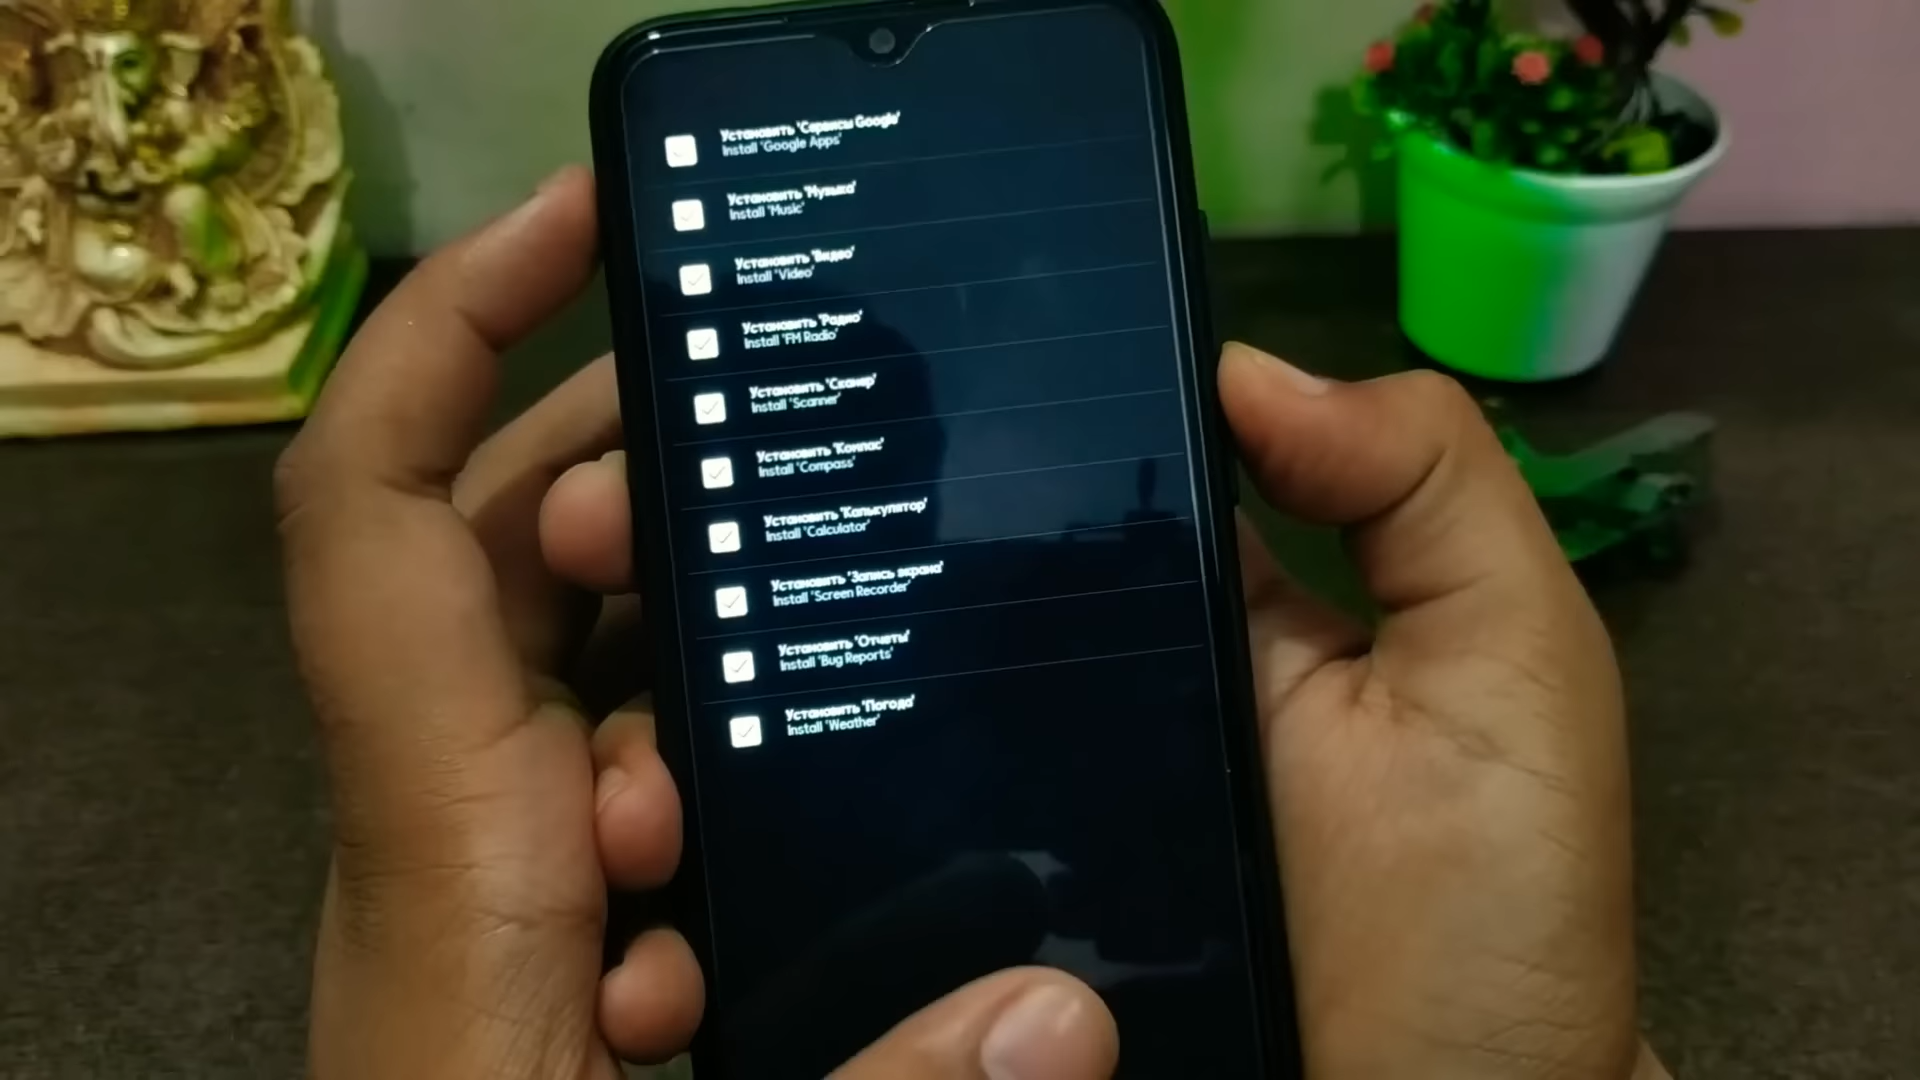 Установить 'Сервисы Google'
Install 'Google Apps'
Установить 'Музыка'
Install 'Music'
Установить 'Видео'
Install 'Video'
Установить 'Радио'
Install 'FM Radio'
Установить 'Сканер'
Install 'Scanner'
Установить 'Компас'
Install 'Compass'
Установить 'Калькулятор'
Install 'Calculator'
Установить 'Запись экрана'
Install 'Screen Recorder'
Установить 'Отчеты'
Install 'Bug Reports'
Установить 'Погода'
Install 'Weather'